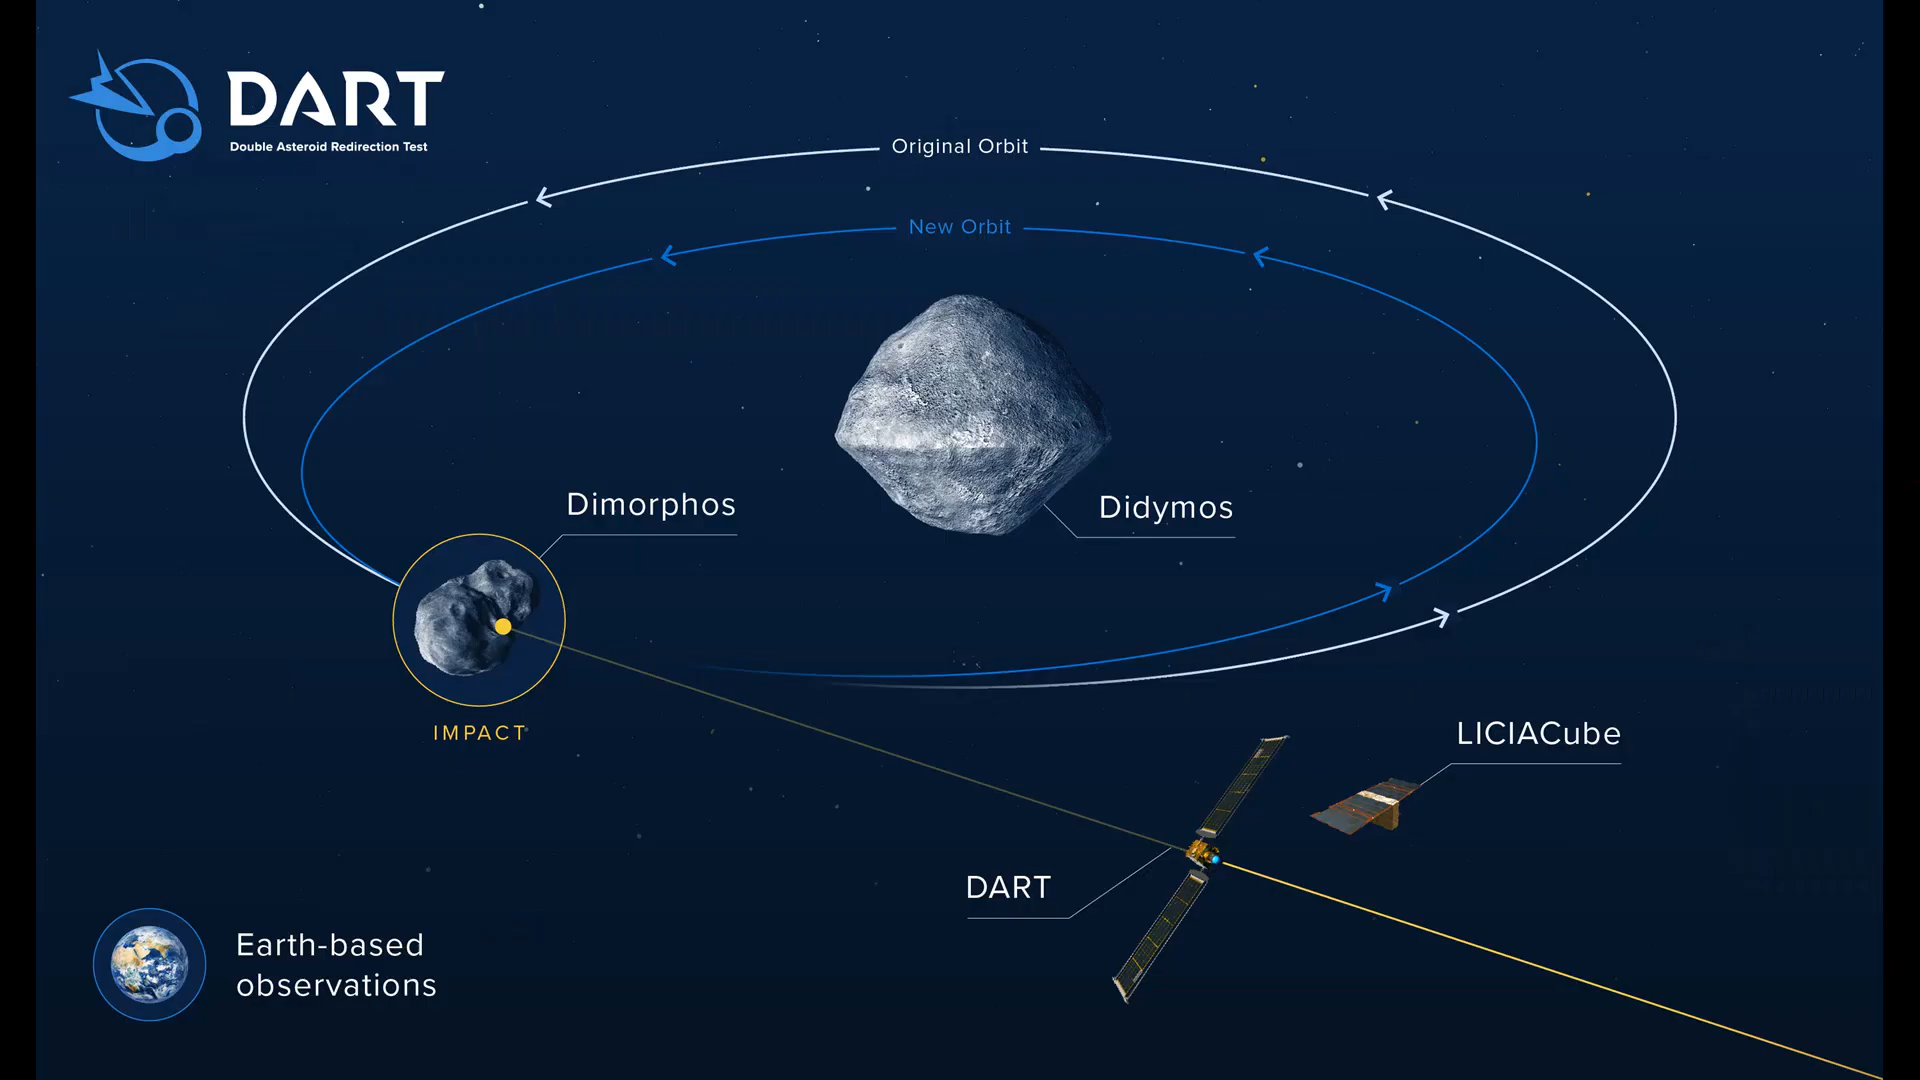 DART
Double Asteroid Redirection Test
Original Orbit
New Orbit
Dimorphos
Didymos
IMPACT
LICIACube
DART
Earth-based
observations